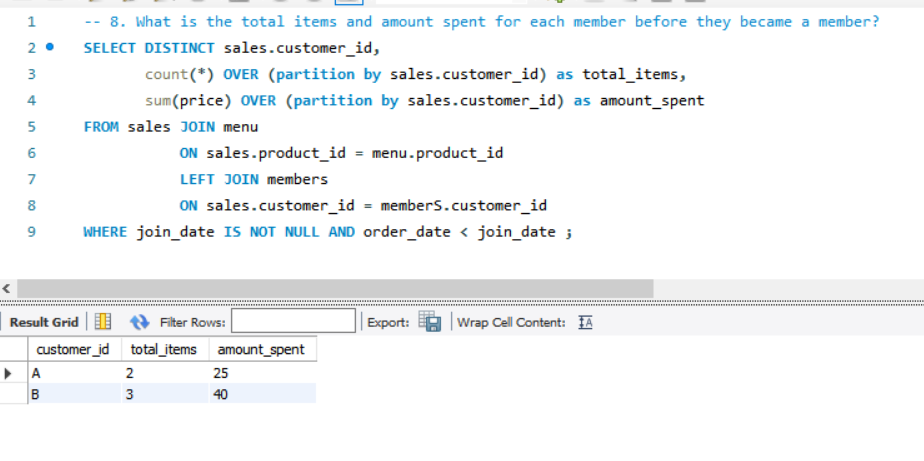 1 -- 8. What is the total items and amount spent for each member before they became a member?
2 SELECT DISTINCT sales.customer_id,
3 count(*) OVER (partition by sales.customer_id) as total_items,
4 sum(price) OVER (partition by sales.customer_id) as amount_spent
5 FROM sales JOIN menu
6 ON sales.product_id = menu.product_id
7 LEFT JOIN members
8 ON sales.customer_id = memberS.customer_id
9 WHERE join_date IS NOT NULL AND order_date < join_date ;
Result Grid Filter Rows: Export: Wrap Cell Content: IA
customer_id total_items amount_spent
A 2 25
B 3 40